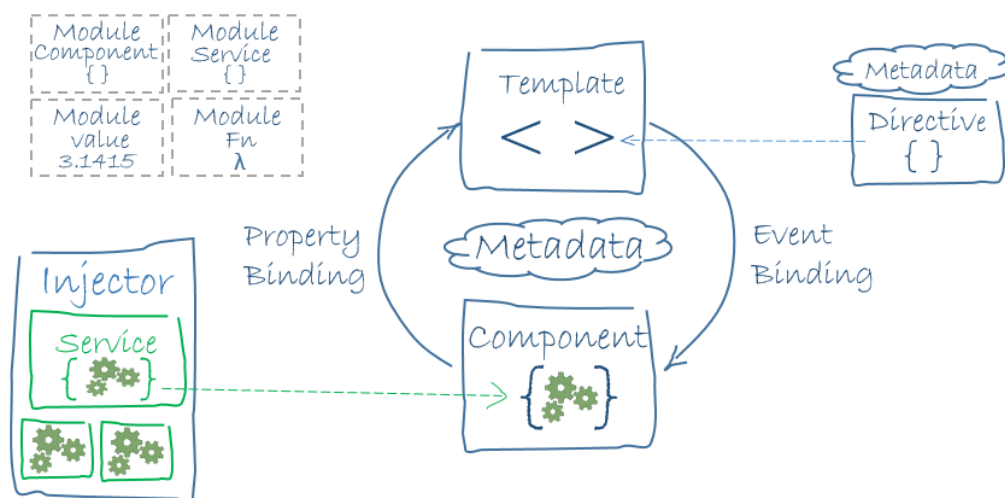 Module
Component
{ }
Module
Service
{ }
Module
value
3.1415
Module
Fn
λ
Template
< >
Metadata
Directive
{ }
Property
Binding
Metadata
Event
Binding
Injector
Service
{ }
Component
{ }